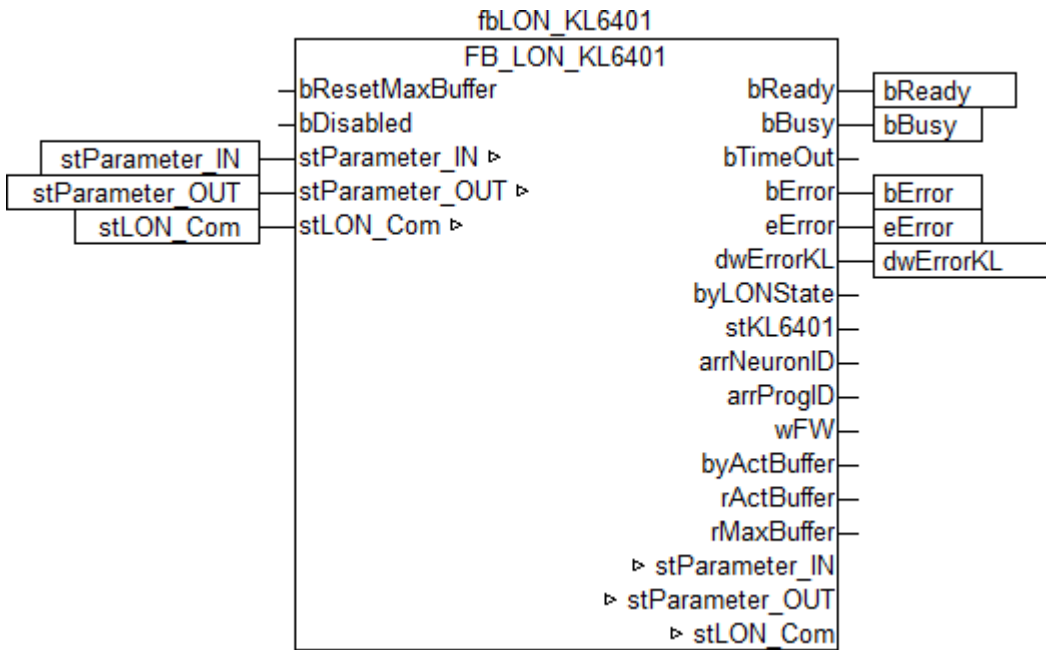 fbLON_KL6401
FB_LON_KL6401
bResetMaxBuffer bReady bReady
bDisabled bBusy bBusy
stParameter_IN stParameter_IN bTimeOut
stParameter_OUT stParameter_OUT bError bError
stLON_Com stLON_Com eError eError
dwErrorKL dwErrorKL
byLONState
stKL6401
arrNeuronID
arrProgID
wFW
byActBuffer
rActBuffer
rMaxBuffer
stParameter_IN
stParameter_OUT
stLON_Com